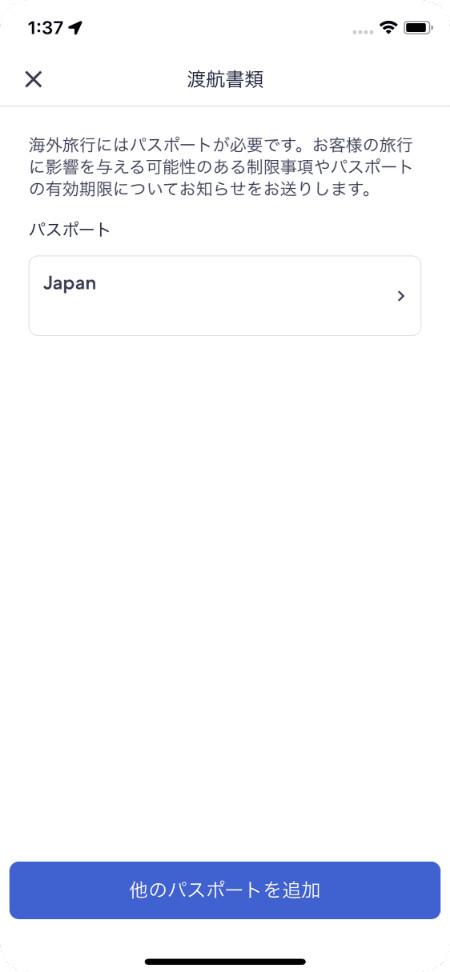 1:37
渡航書類
海外旅行にはパスポートが必要です。お客様の旅行
に影響を与える可能性のある制限事項やパスポート
の有効期限についてお知らせをお送りします。
パスポート
Japan
他のパスポートを追加